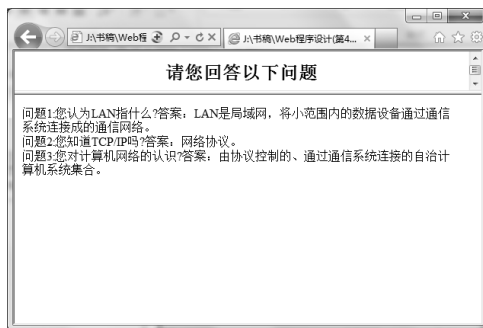 J:\书稿\Web程
J:\书稿\Web程序设计(第4...
请您回答以下问题
问题1:您认为LAN指什么?答案：LAN是局域网，将小范围内的数据设备通过通信
系统连接成的通信网络。
问题2:您知道TCP/IP吗?答案：网络协议。
问题3:您对计算机网络的认识?答案：由协议控制的、通过通信系统连接的自治计
算机系统集合。